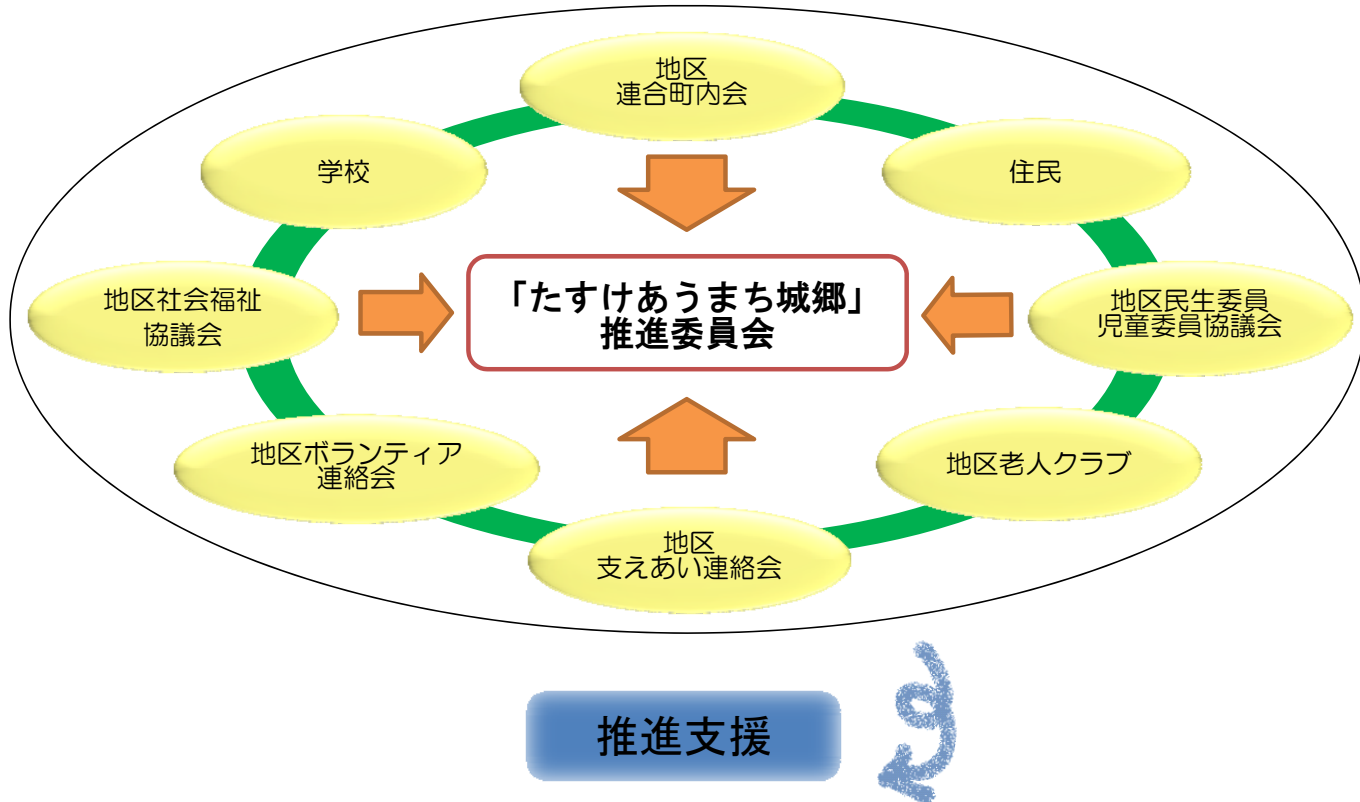 地区
連合町内会
学校
住民
「たすけあうまち城郷」
推進委員会
地区社会福祉
協議会
地区民生委員
児童委員協議会
地区ボランティア
連絡会
地区老人クラブ
地区
支えあい連絡会
推進支援